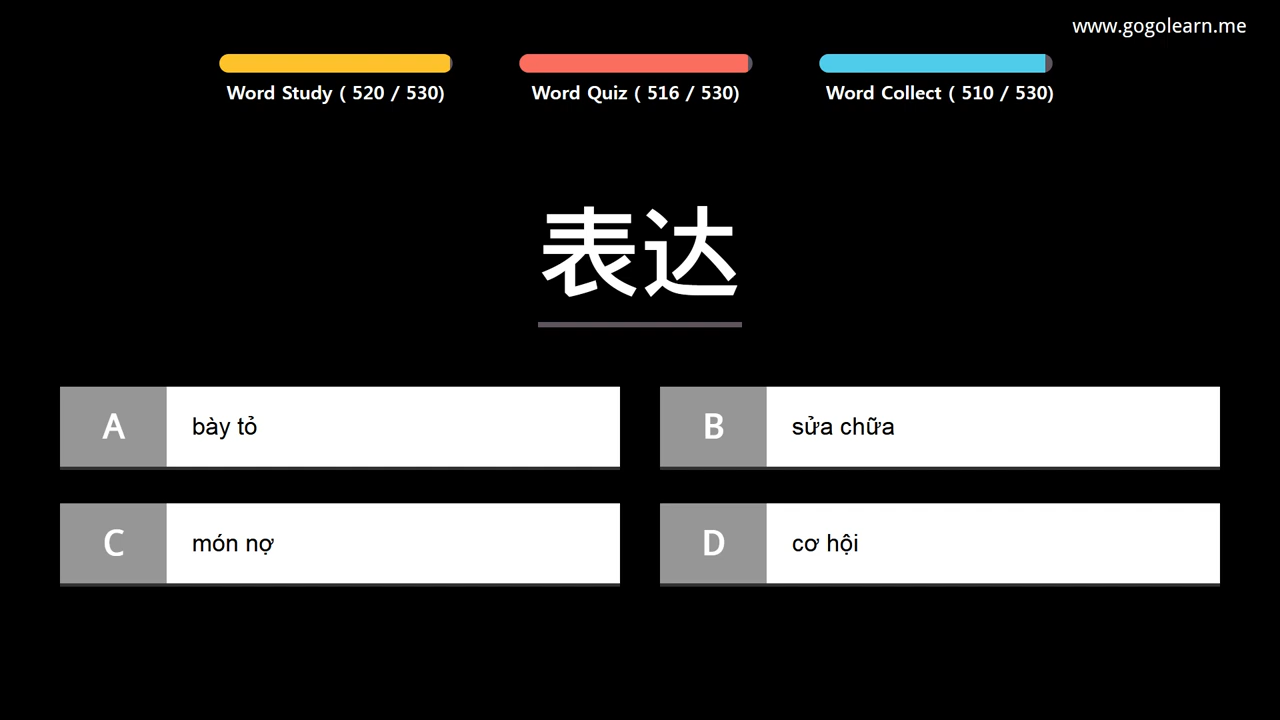 www.gogolearn.me
Word Study ( 520 / 530)
Word Quiz ( 516 / 530)
Word Collect ( 510 / 530)
表达
A
bày tỏ
B
sửa chữa
C
món nợ
D
cơ hội